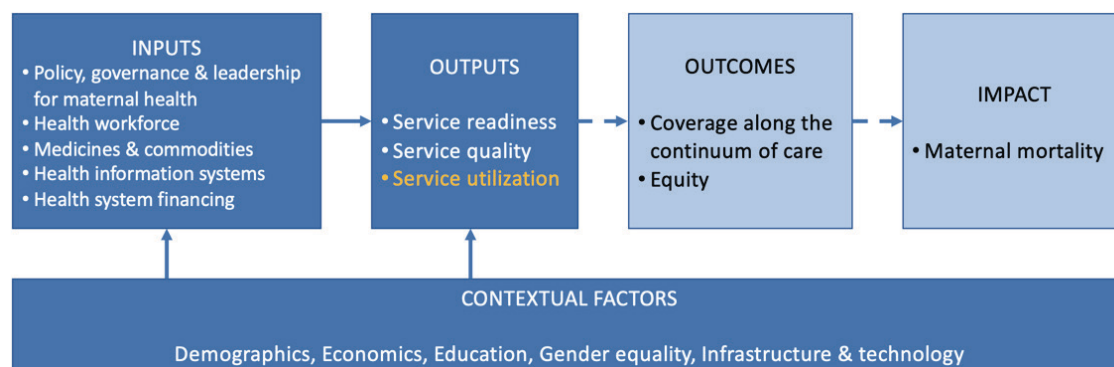 INPUTS
• Policy, governance & leadership
for maternal health
• Health workforce
• Medicines & commodities
• Health information systems
• Health system financing
OUTPUTS
• Service readiness
• Service quality
• Service utilization
OUTCOMES
• Coverage along the
continuum of care
• Equity
IMPACT
• Maternal mortality
CONTEXTUAL FACTORS
Demographics, Economics, Education, Gender equality, Infrastructure & technology